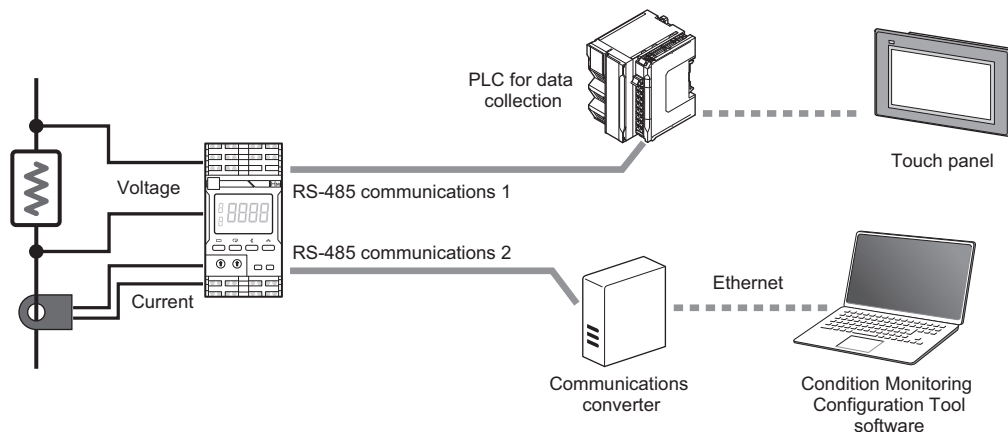 PLC for data
collection
Touch panel
Voltage
RS-485 communications 1
RS-485 communications 2
Current
Ethernet
Communications
converter
Condition Monitoring
Configuration Tool
software